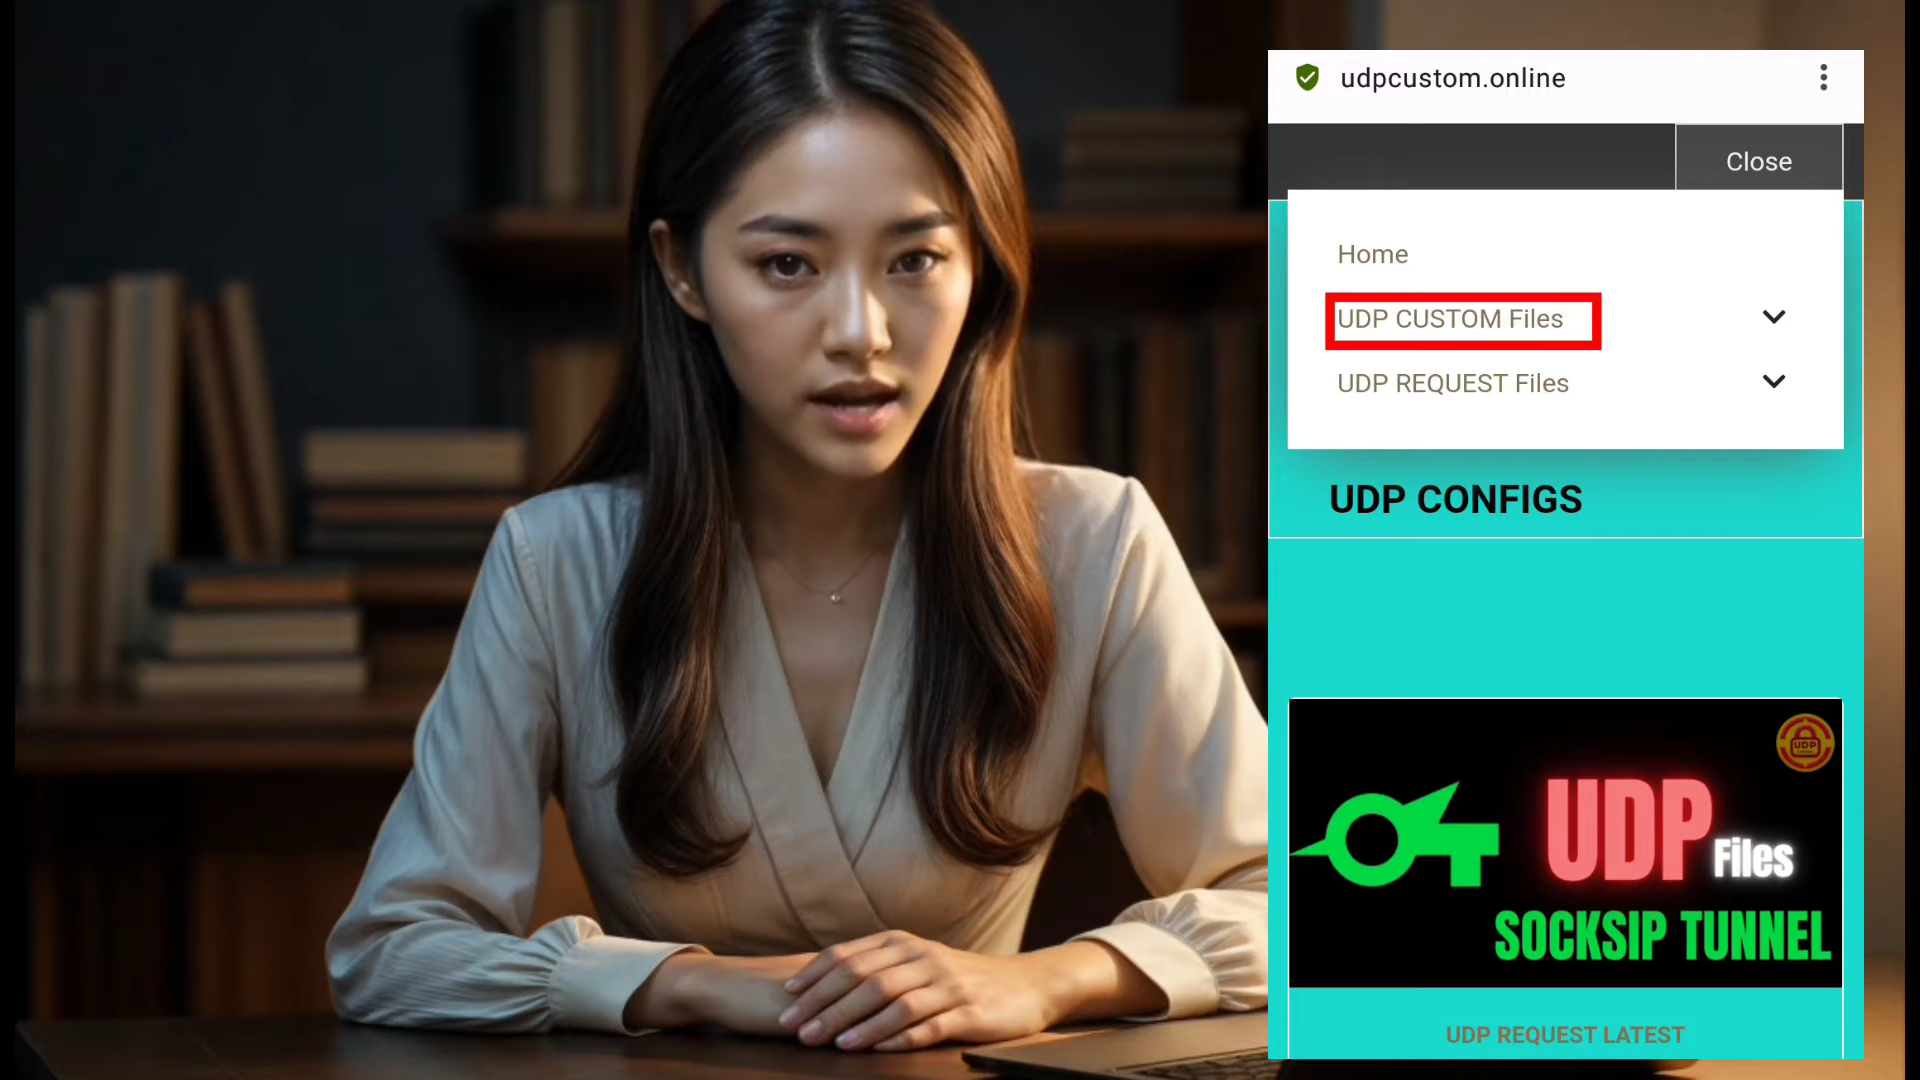 udpcustom.online
Close
Home
UDP CUSTOM Files
UDP REQUEST Files
UDP CONFIGS
UDP
UDP Files
SOCKSIP TUNNEL
UDP REQUEST LATEST